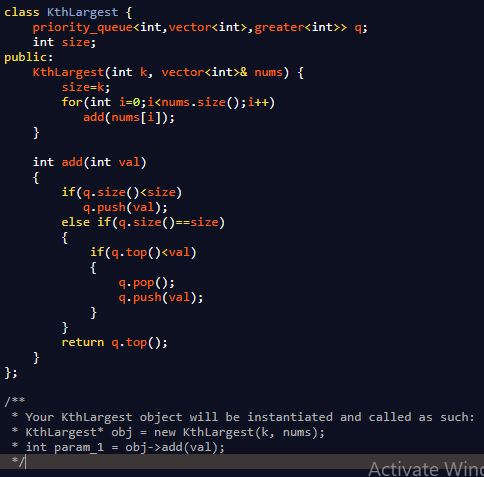 class KthLargest {
    priority_queue<int,vector<int>,greater<int>> q;
    int size;
public:
    KthLargest(int k, vector<int>& nums) {
        size=k;
        for(int i=0;i<nums.size();i++)
            add(nums[i]);
    }

    int add(int val)
    {
        if(q.size()<size)
           q.push(val);
        else if(q.size()==size)
        {
            if(q.top()<val)
            {
                q.pop();
                q.push(val);
            }
        }
        return q.top();
    }
};

/**
 * Your KthLargest object will be instantiated and called as such:
 * KthLargest* obj = new KthLargest(k, nums);
 * int param_1 = obj->add(val);
 */
Activate Win